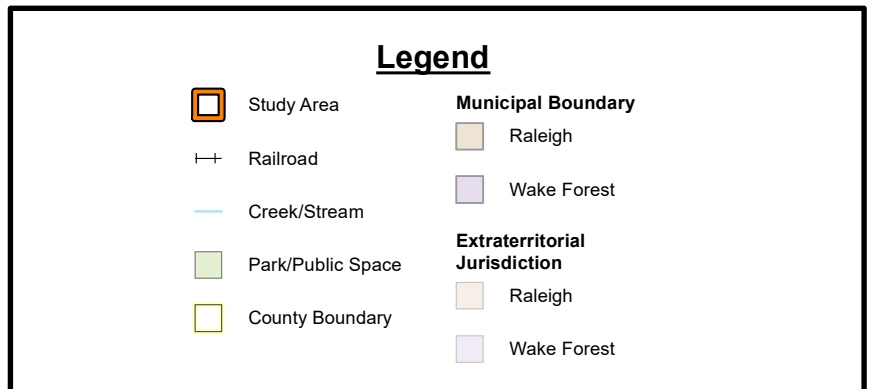 Legend
Study Area
Railroad
Creek/Stream
Park/Public Space
County Boundary
Municipal Boundary
Raleigh
Wake Forest
Extraterritorial
Jurisdiction
Raleigh
Wake Forest